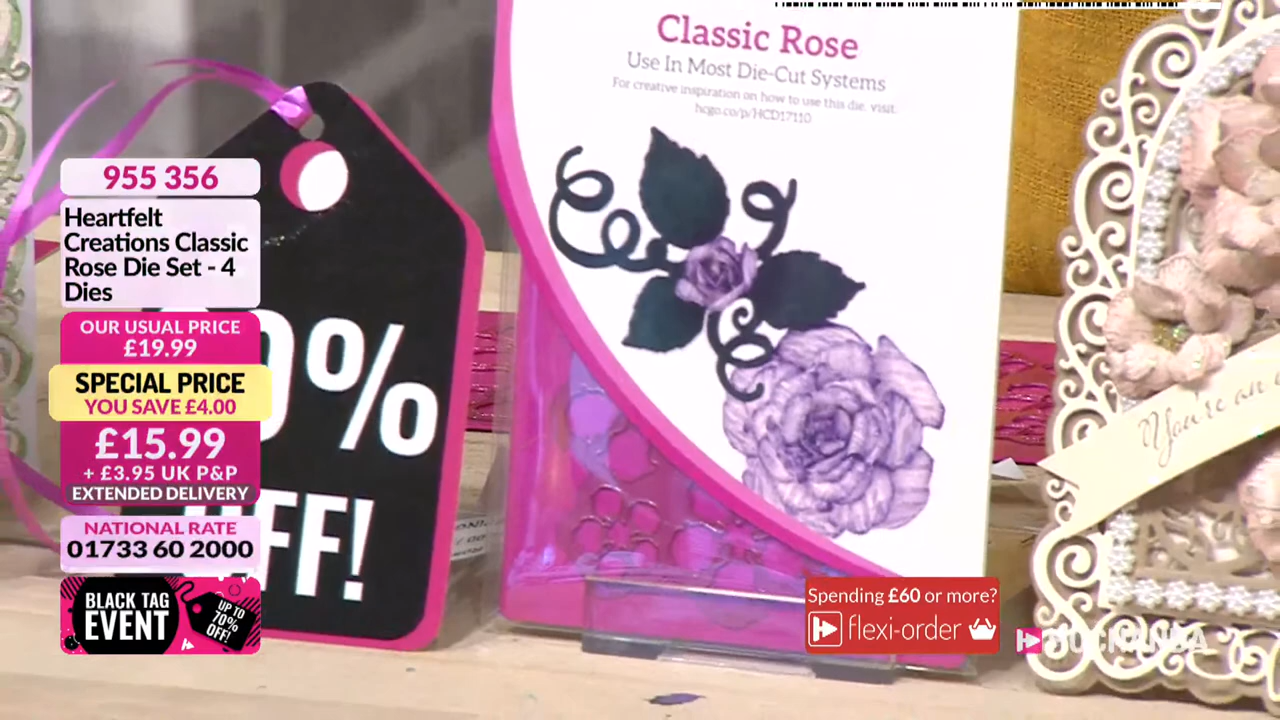 Classic Rose
Use In Most Die-Cut Systems
For creative inspiration on how to use this die, visit:
hcgo.co/p/HCD17110
955 356
Heartfelt
Creations Classic
Rose Die Set - 4
Dies
OUR USUAL PRICE
£19.99
SPECIAL PRICE
YOU SAVE £4.00
£15.99
+ £3.95 UK P&P
EXTENDED DELIVERY
NATIONAL RATE
01733 60 2000
BLACK TAG
EVENT
UP TO
70%
OFF!
0%
OFF!
You're an
Spending £60 or more?
flexi-order
HOCHANDA